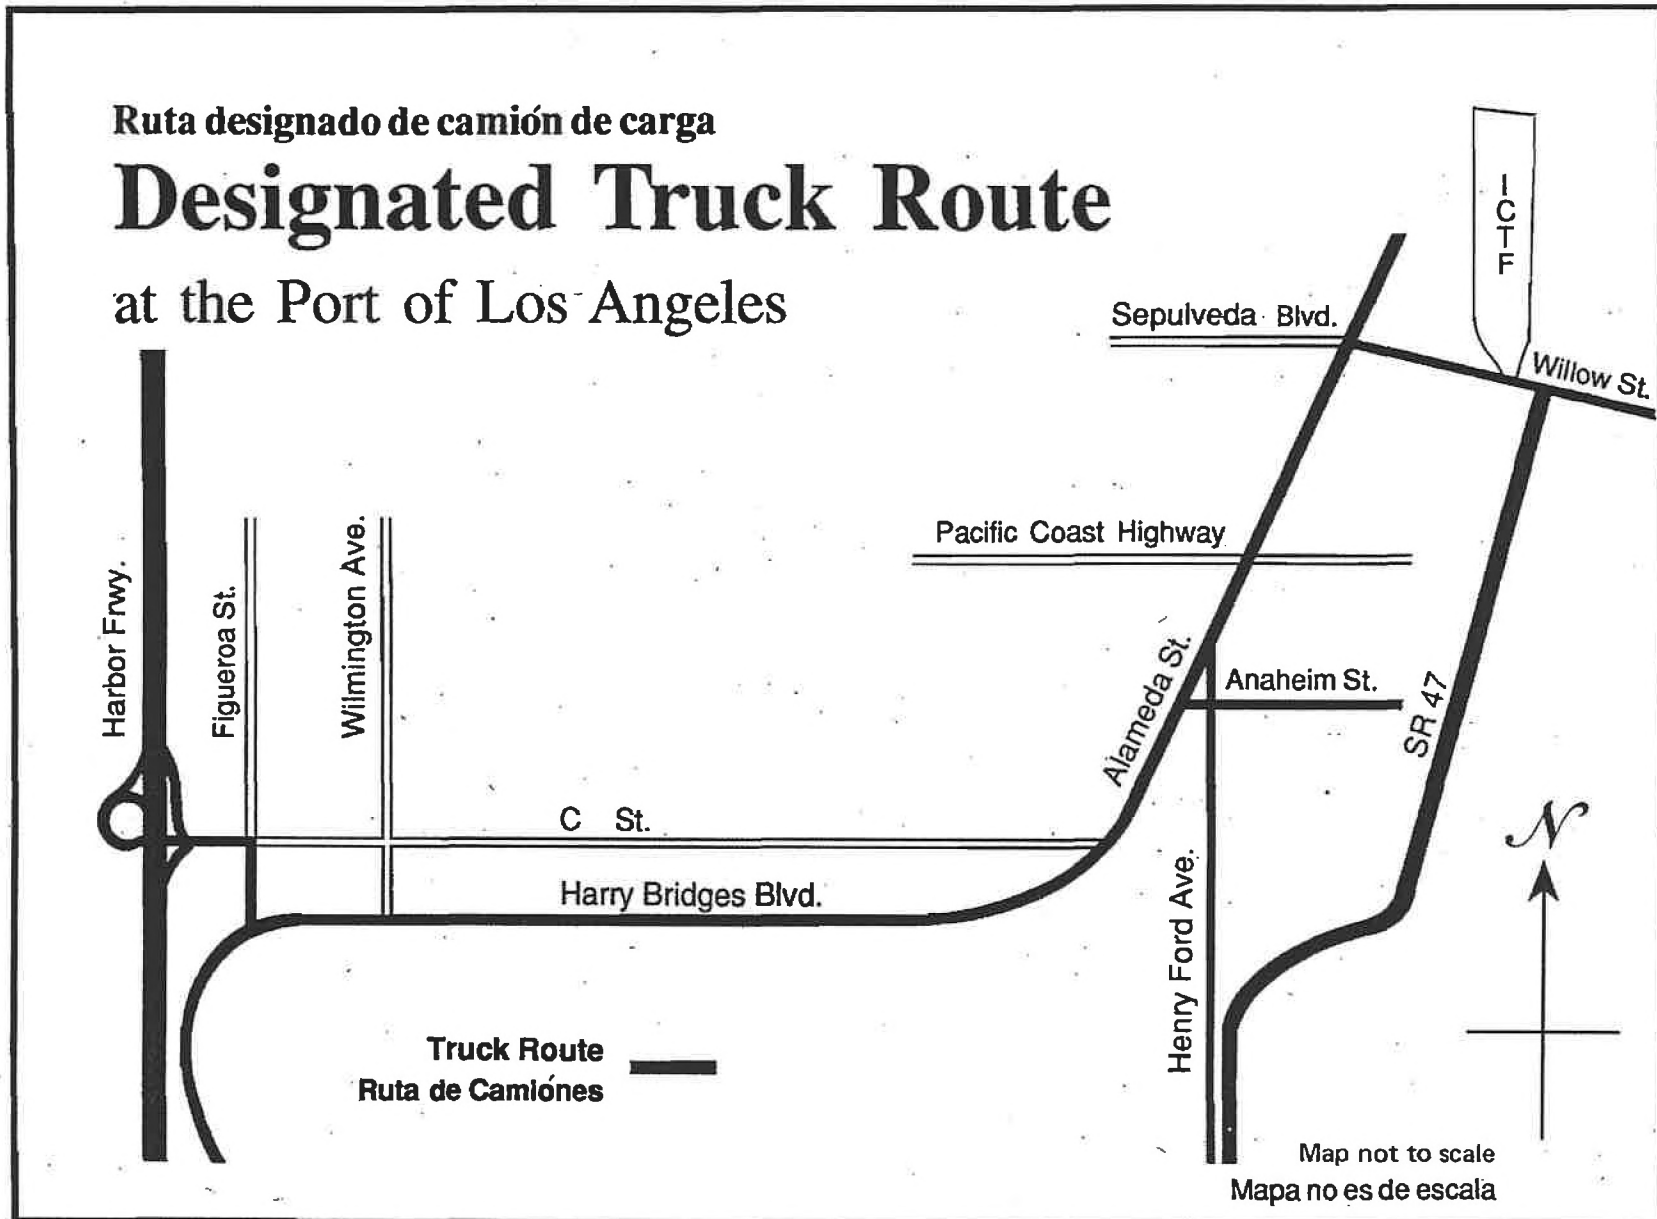 Ruta designado de camión de carga
Designated Truck Route
at the Port of Los Angeles
ICTF
Sepulveda Blvd.
Willow St.
Pacific Coast Highway
Harbor Frwy.
Figueroa St.
Wilmington Ave.
Alameda St.
Anaheim St.
SR 47
C St.
Harry Bridges Blvd.
Henry Ford Ave.
N
Truck Route
Ruta de Camiónes
Map not to scale
Mapa no es de escala